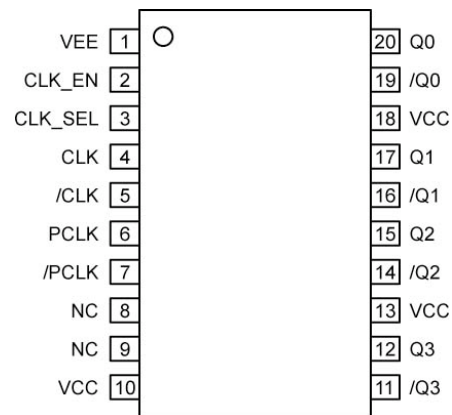 VEE 1 20 Q0
CLK_EN 2 19 /Q0
CLK_SEL 3 18 VCC
CLK 4 17 Q1
/CLK 5 16 /Q1
PCLK 6 15 Q2
/PCLK 7 14 /Q2
NC 8 13 VCC
NC 9 12 Q3
VCC 10 11 /Q3